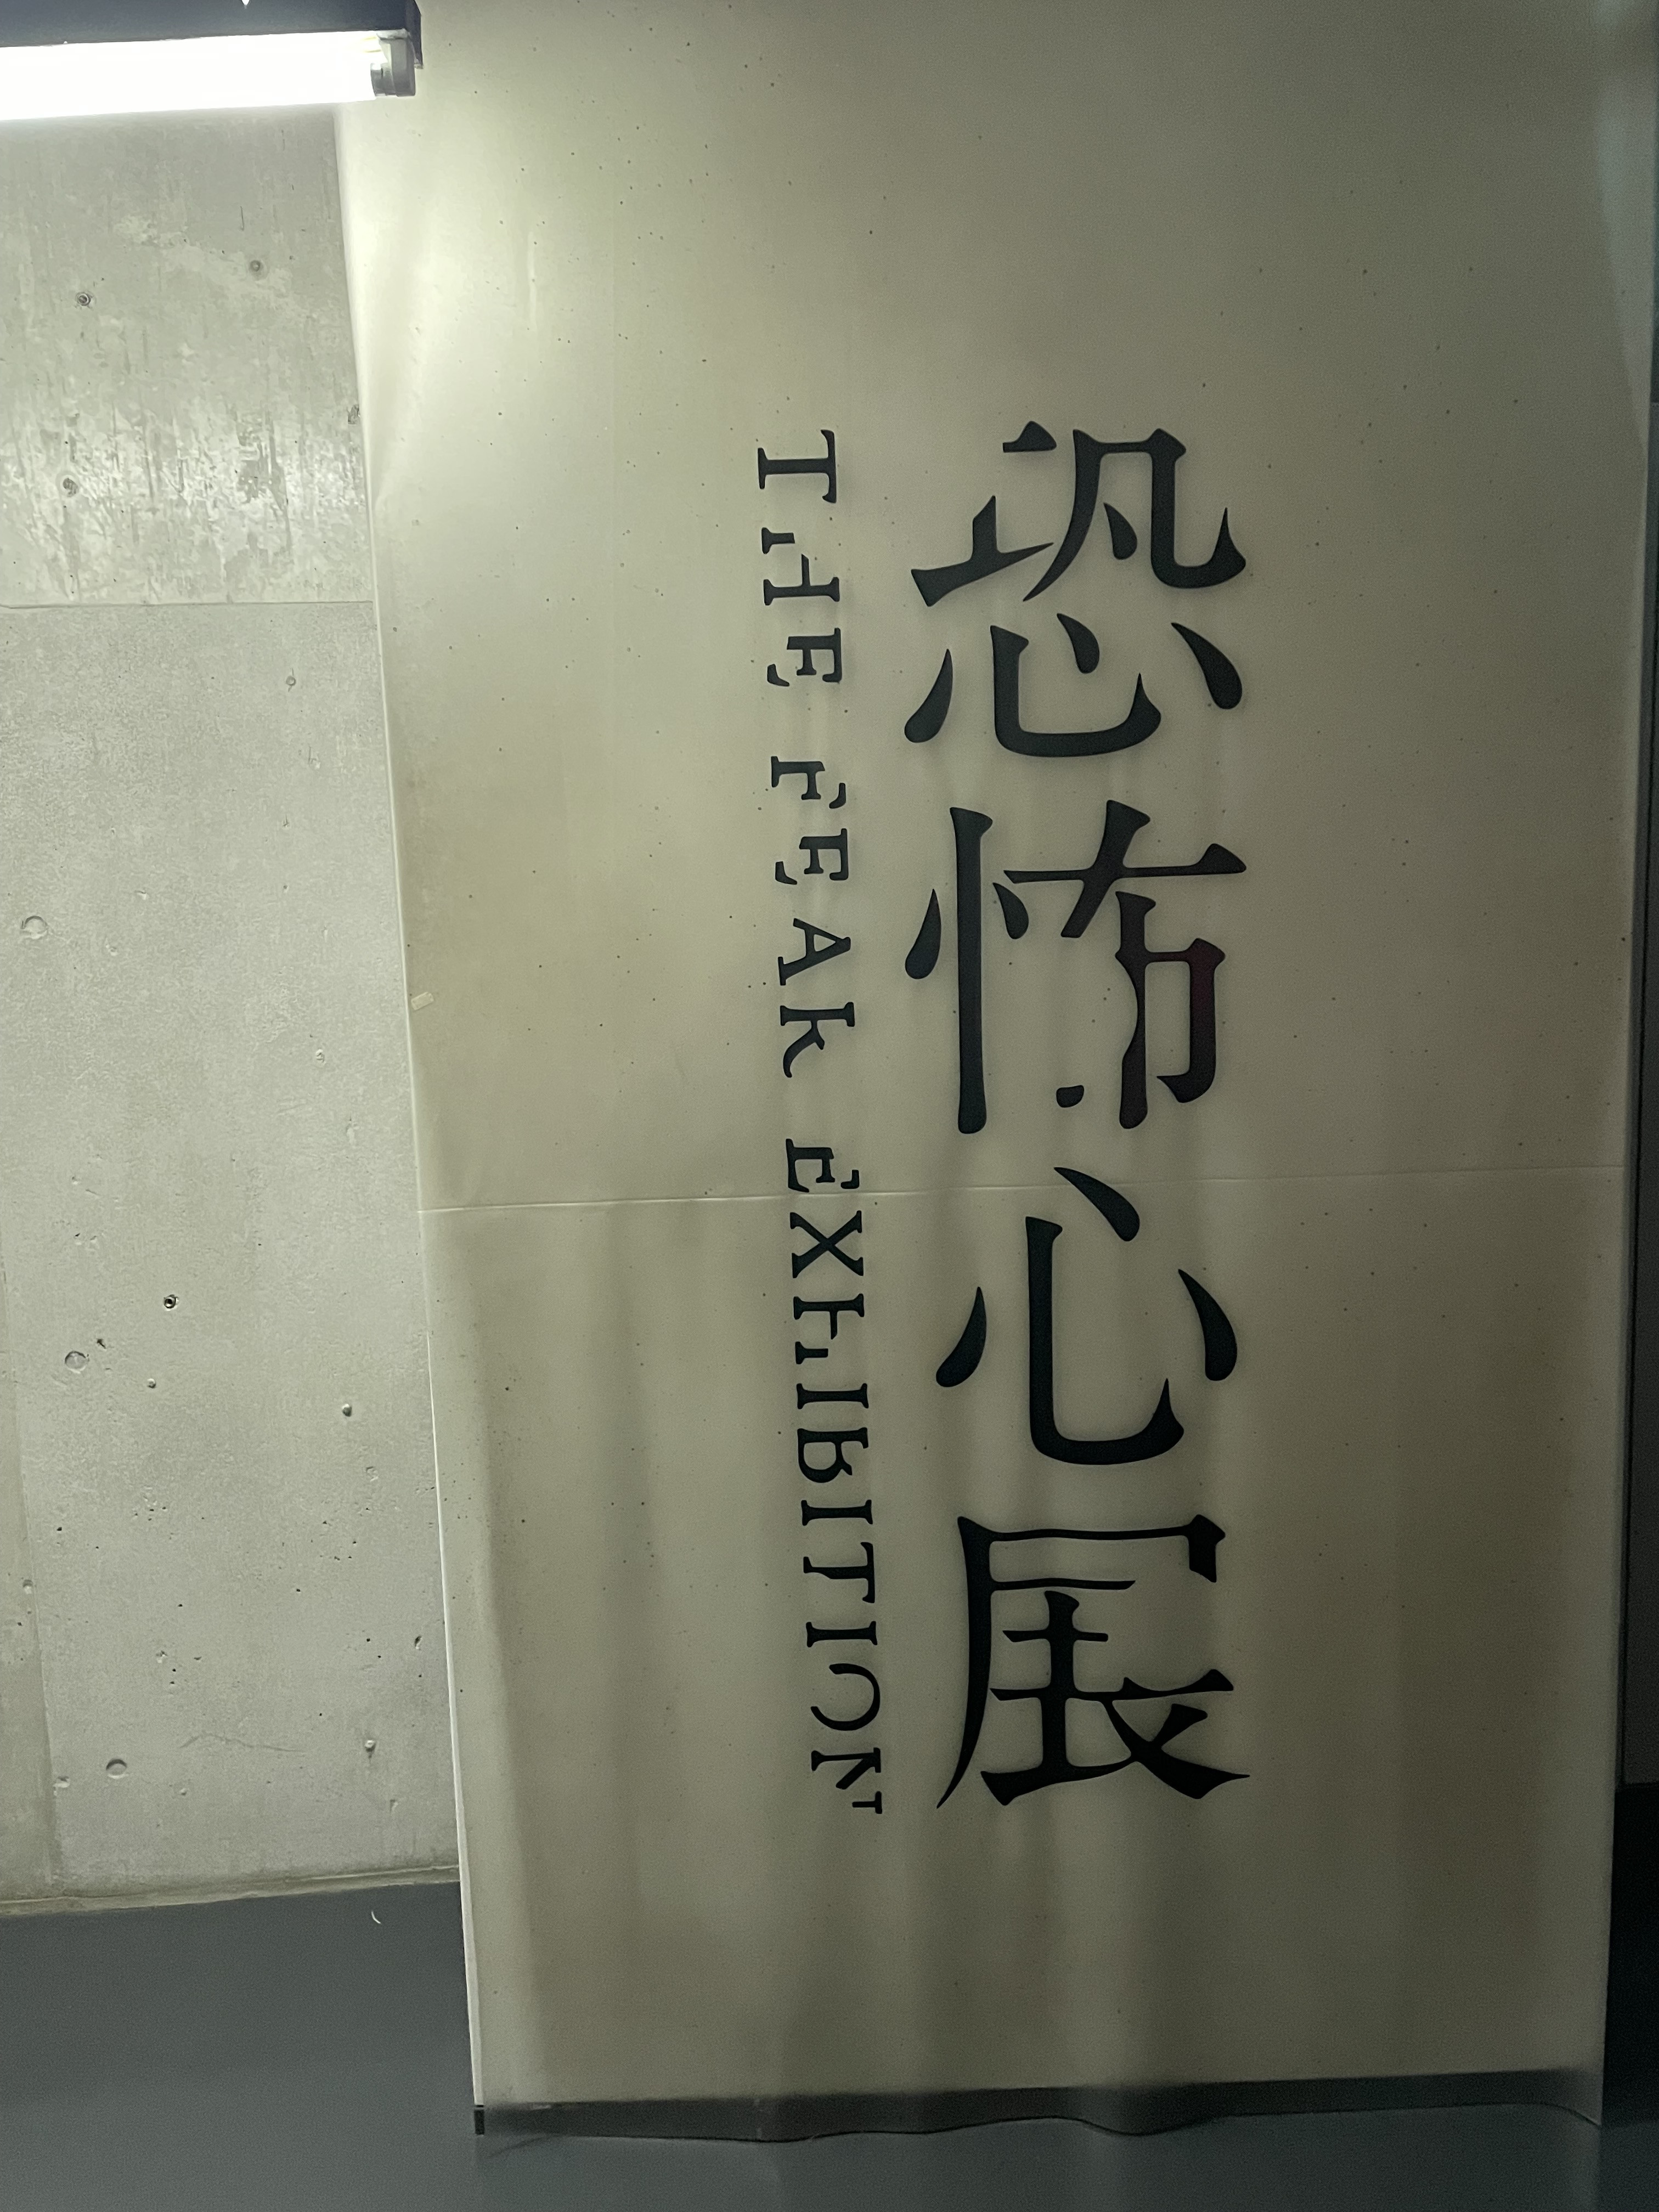 恐怖心展
THE FEAR EXHIBITION